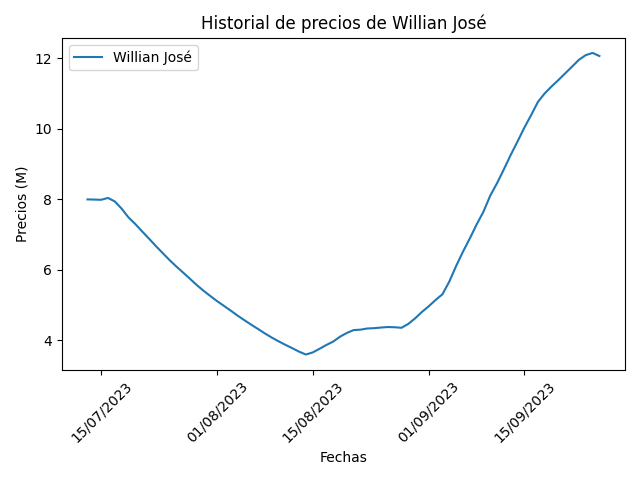 Historial de precios de Willian José
Willian José
Precios (M)
12
10
8
6
4
15/07/2023
01/08/2023
15/08/2023
01/09/2023
15/09/2023
Fechas